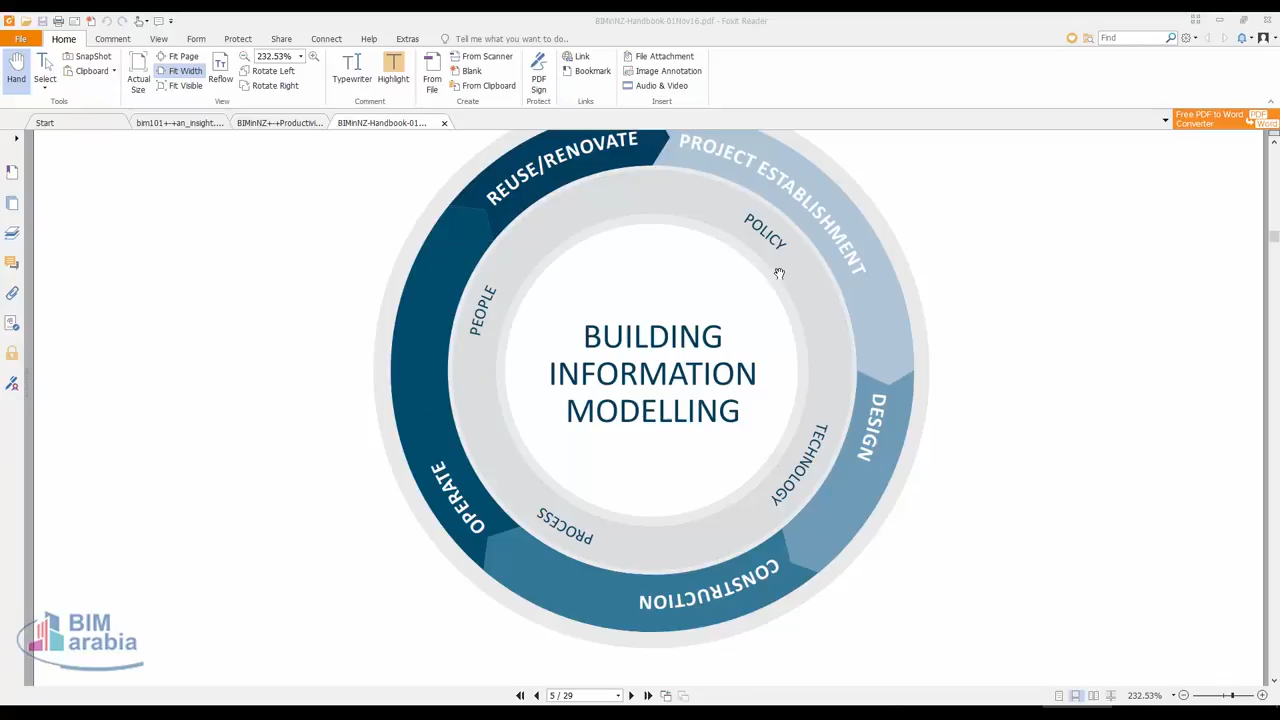 BIMinNZ-Handbook-01Nov16.pdf - Foxit Reader
File Home Comment View Form Protect Share Connect Help Extras Tell me what you want to do... Find
Hand
Select
SnapShot
Clipboard
Tools
Actual Size
Fit Page
Fit Width
Fit Visible
Reflow
232.53%
Rotate Left
Rotate Right
View
Typewriter
Highlight
Comment
From File
From Scanner
Blank
From Clipboard
Create
PDF Sign
Protect
Link
Bookmark
Links
File Attachment
Image Annotation
Audio & Video
Insert
Start
bim101+-+an_insight....
BIMinNZ+-+Productivi...
BIMinNZ-Handbook-01...
Free PDF to Word
Converter
PDF
Word
REUSE/RENOVATE
PROJECT ESTABLISHMENT
POLICY
PEOPLE
BUILDING
INFORMATION
MODELLING
DESIGN
TECHNOLOGY
OPERATE
PROCESS
CONSTRUCTION
BIM
arabia
5 / 29
232.53%